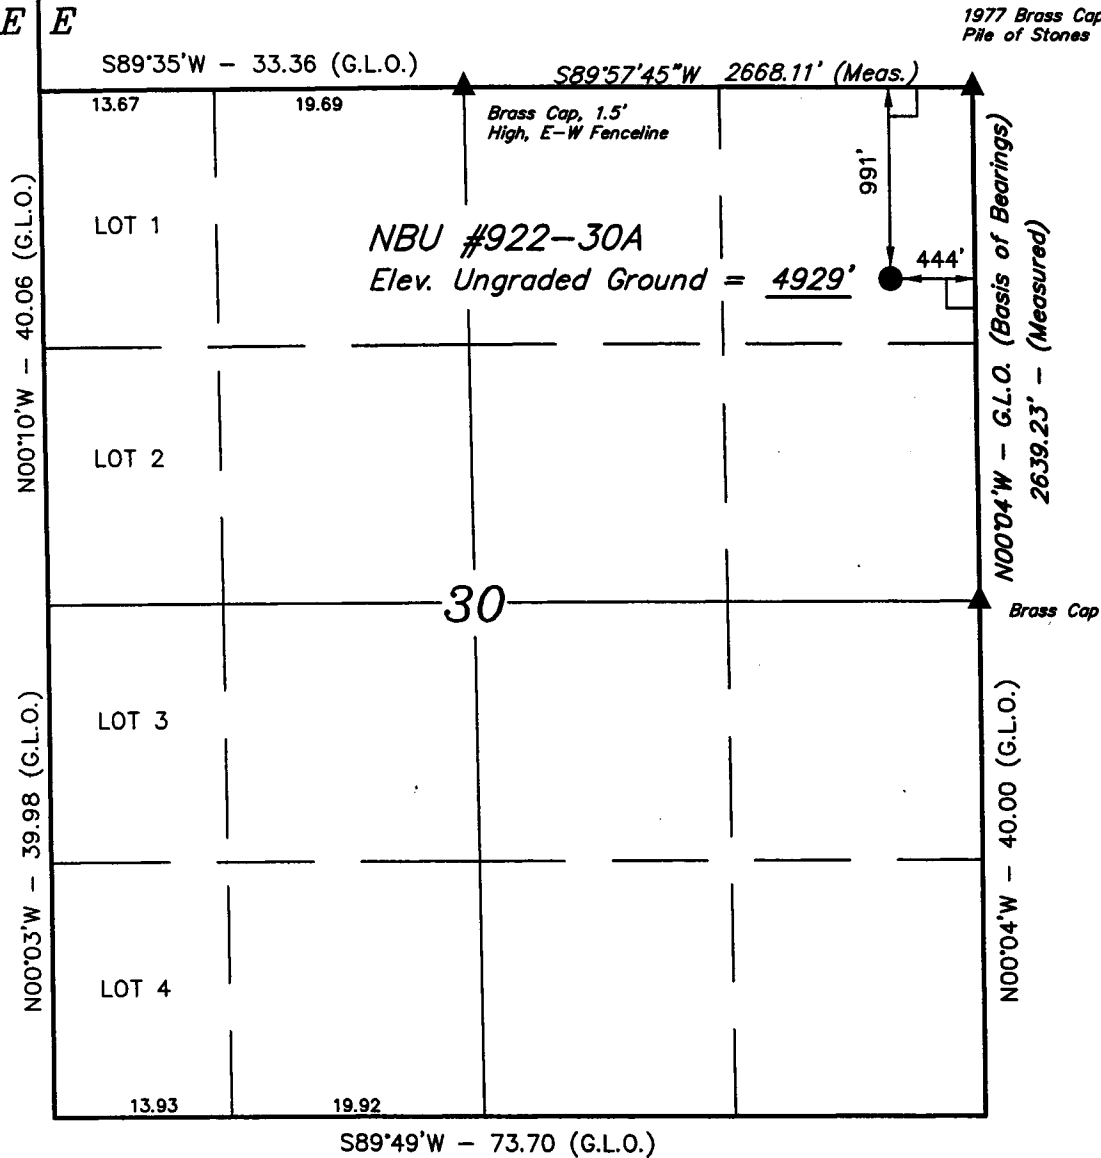 E E
1977 Brass Cap
Pile of Stones
S89°35'W – 33.36 (G.L.O.)
S89°57'45"W 2668.11' (Meas.)
13.67
19.69
Brass Cap, 1.5'
High, E–W Fenceline
991'
LOT 1
NBU #922–30A
Elev. Ungraded Ground = 4929'
444'
N00°10'W – 40.06 (G.L.O.)
N00°04'W – G.L.O. (Basis of Bearings)
2639.23' – (Measured)
LOT 2
30
Brass Cap
LOT 3
N00°03'W – 39.98 (G.L.O.)
N00°04'W – 40.00 (G.L.O.)
LOT 4
13.93
19.92
S89°49'W – 73.70 (G.L.O.)